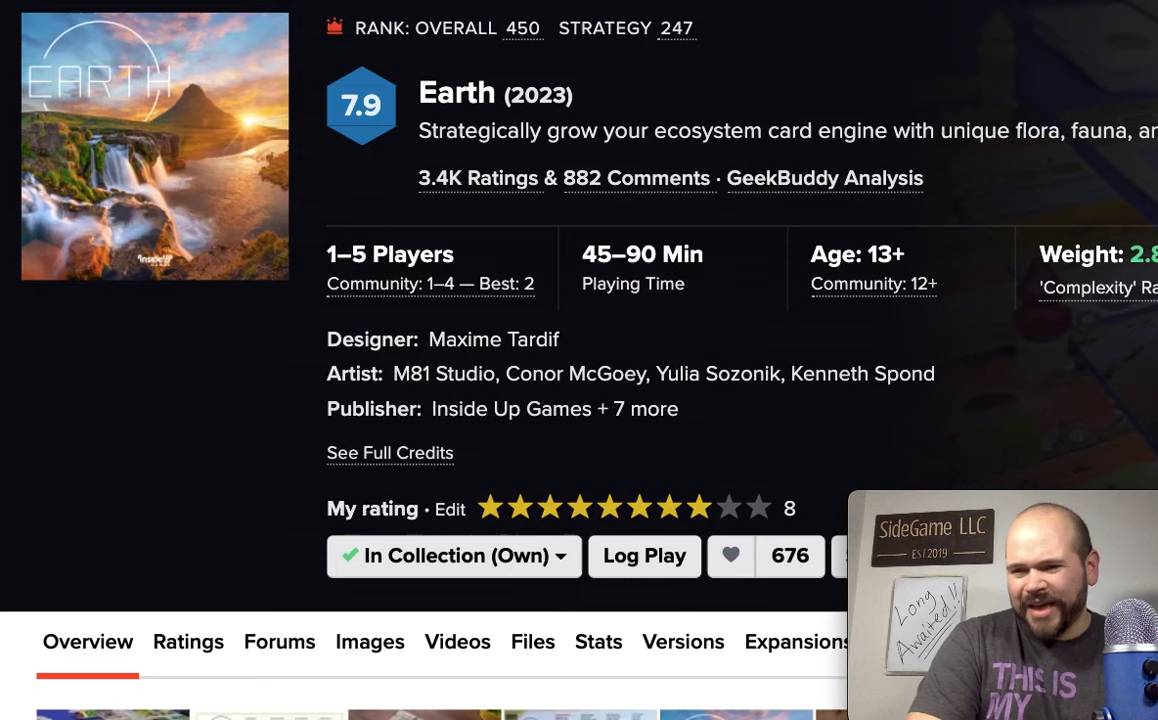 RANK: OVERALL 450 STRATEGY 247
EARTH
7.9
Earth (2023)
Strategically grow your ecosystem card engine with unique flora, fauna,
3.4K Ratings & 882 Comments · GeekBuddy Analysis
1–5 Players
45–90 Min
Age: 13+
Weight: 2.8
Community: 1–4 — Best: 2
Playing Time
Community: 12+
'Complexity'
inside UP
Designer: Maxime Tardif
Artist: M81 Studio, Conor McGoey, Yulia Sozonik, Kenneth Spond
Publisher: Inside Up Games + 7 more
See Full Credits
My rating · Edit 8
In Collection (Own)
Log Play
676
Overview Ratings Forums Images Videos Files Stats Versions Expansions
SideGame LLC
EST 2019
Long
Awaited!!
THIS IS
MY